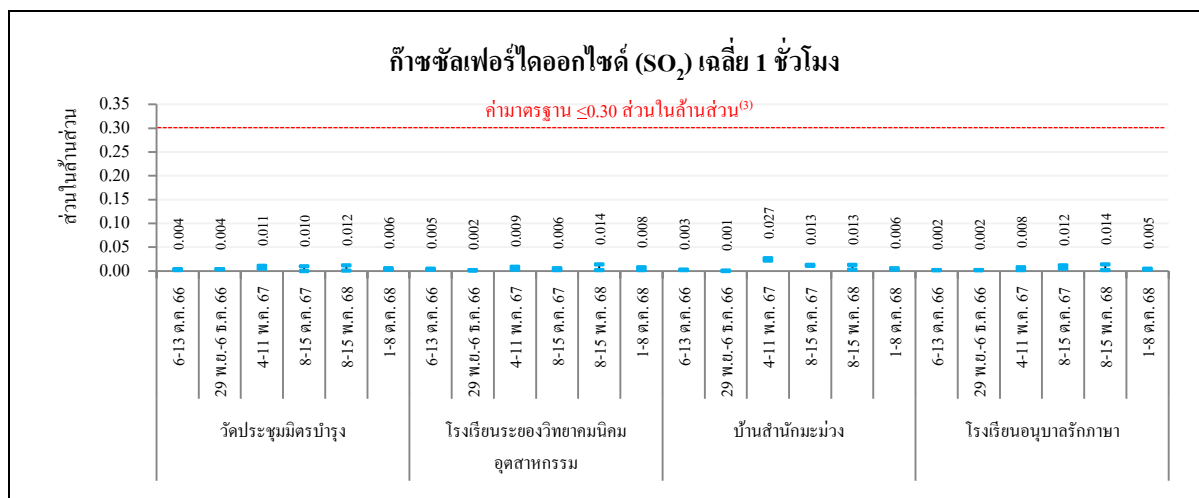 ก๊าซซัลเฟอร์ไดออกไซด์ (SO2) เฉลี่ย 1 ชั่วโมง
ส่วนในล้านส่วน
ค่ามาตรฐาน ≤0.30 ส่วนในล้านส่วน(3)
0.35
0.30
0.25
0.20
0.15
0.10
0.05
0.00
0.004 0.004 0.011 0.010 0.012 0.006 0.005 0.002 0.009 0.006 0.014 0.008 0.003 0.001 0.027 0.013 0.013 0.006 0.002 0.002 0.008 0.012 0.014 0.005
6-13 ต.ค. 66
29 พ.ย.-6 ธ.ค. 66
4-11 พ.ค. 67
8-15 ต.ค. 67
8-15 พ.ค. 68
1-8 ต.ค. 68
6-13 ต.ค. 66
29 พ.ย.-6 ธ.ค. 66
4-11 พ.ค. 67
8-15 ต.ค. 67
8-15 พ.ค. 68
1-8 ต.ค. 68
6-13 ต.ค. 66
29 พ.ย.-6 ธ.ค. 66
4-11 พ.ค. 67
8-15 ต.ค. 67
8-15 พ.ค. 68
1-8 ต.ค. 68
6-13 ต.ค. 66
29 พ.ย.-6 ธ.ค. 66
4-11 พ.ค. 67
8-15 ต.ค. 67
8-15 พ.ค. 68
1-8 ต.ค. 68
วัดประชุมมิตรบำรุง
โรงเรียนระยองวิทยาคมนิคม
อุตสาหกรรม
บ้านสำนักมะม่วง
โรงเรียนอนุบาลรักภาษา